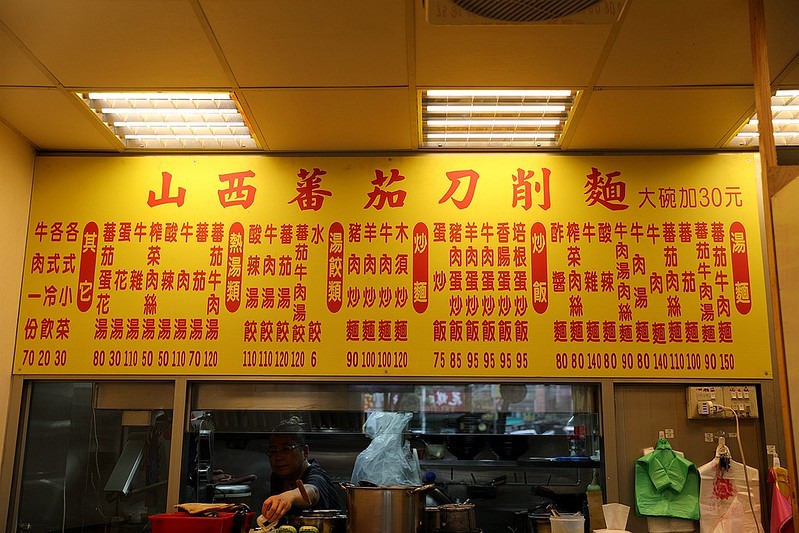 山西蕃茄刀削麵 大碗加30元
湯麵
蕃茄牛肉麵 150
蕃茄湯麵 90
蕃茄麵 100
蕃茄肉絲麵 110
牛肉麵 140
牛肉湯麵 80
牛肉湯肉絲麵 90
酸辣麵 80
牛雜麵 140
榨菜肉絲麵 80
酢醬麵 80
炒飯
培根蛋炒飯 95
香腸蛋炒飯 95
牛肉蛋炒飯 95
羊肉蛋炒飯 95
豬肉蛋炒飯 85
蛋炒飯 75
炒麵
木須炒麵 120
牛肉炒麵 100
羊肉炒麵 100
豬肉炒麵 90
湯餃類
水餃 6
蕃茄牛肉湯餃 120
蕃茄湯餃 120
牛肉湯餃 110
酸辣湯餃 110
熱湯類
蕃茄牛肉湯 120
蕃茄湯 70
牛肉湯 110
酸辣湯 50
榨菜肉絲湯 50
牛雜湯 110
蛋花湯 30
蕃茄蛋花湯 80
其它
各式小菜 30
各式冷飲 20
牛肉一份 70